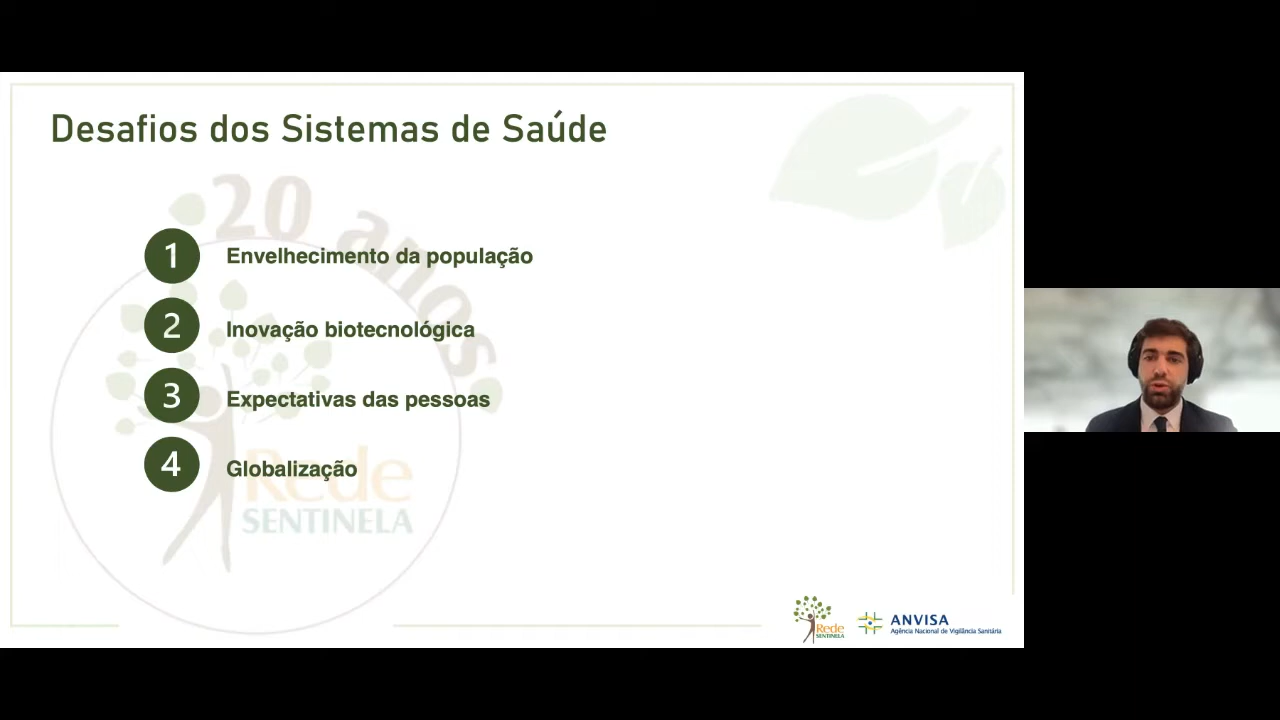 Desafios dos Sistemas de Saúde
20 anos
1 Envelhecimento da população
2 Inovação biotecnológica
3 Expectativas das pessoas
4 Globalização
Rede
SENTINELA
Rede
SENTINELA
ANVISA
Agência Nacional de Vigilância Sanitária